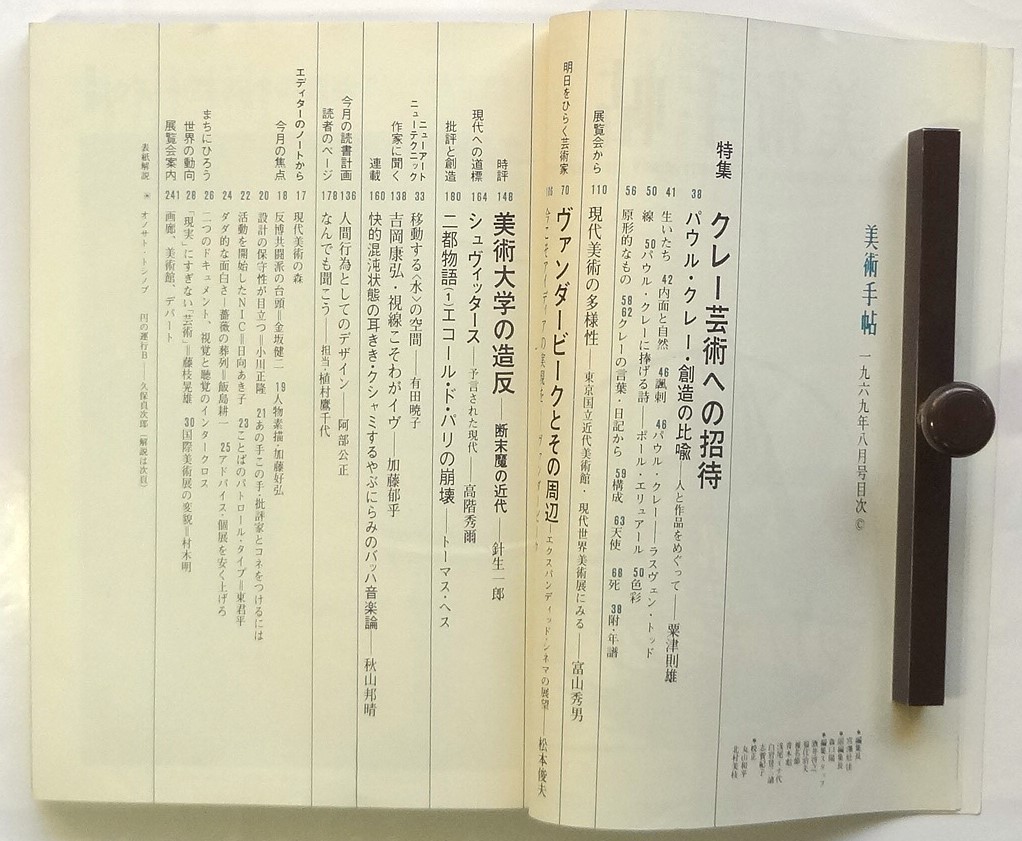 美術手帖 一九六九年八月号目次 ©
特集
クレー芸術への招待
38 パウル・クレー・創造の比喩——人と作品をめぐって——粟津則雄
41 生いたち 42 内面と自然 46 諷刺 46 パウル・クレー——ラスヴェン・トッド
50 線 50 パウル・クレーに捧げる詩——ポール・エリュアール 50 色彩
56 原形的なもの 58 62 クレーの言葉・日記から 59 構成 63 天使 68 死 38 附・年譜
展覧会から
110 現代美術の多様性——東京国立近代美術館・現代世界美術展にみる——富山秀男
明日をひらく芸術家
70 ヴァンダービークとその周辺——エクスパンディッド・シネマの展望——松本俊夫
時評
148 美術大学の造反——断末魔の近代——針生一郎
現代への道標
164 シュヴィッタース——予言された現代——高階秀爾
批評と創造
180 二都物語(1)エコール・ド・パリの崩壊——トーマス・ヘス
ニューアート
ニューテクニック
33 移動する〈水〉の空間——有田暁子
作家に聞く
138 吉岡康弘・視線こそわがイヴ——加藤郁乎
連載
160 快的混沌状態の耳ぎき・クシャミするやぶにらみのバッハ音楽論 秋山邦晴
今月の読書計画
136 人間行為としてのデザイン——阿部公正
読者のページ
178 なんでも聞こう 担当・植村鷹千代
エディターのノートから
17 現代美術の森
今月の焦点
18 反博共闘派の台頭＝金坂健二 19 人物素描・加藤好弘
20 設計の保守性が目立つ＝小川正隆 21 あの手この手・批評家とコネをつけるには
22 活動を開始したNIC＝日向あき子 23 ことばのパトロール・タイプ＝東君平
24 ダダ的な面白さ—薔薇の葬列＝飯島耕一 25 アドバイス・個展を安く上げろ
まちにひろう
26 二つのドキュメント、視覚と聴覚のインタークロス
世界の動向
28 「現実」にすぎない「芸術」＝藤枝晃雄 30 国際美術展の変貌＝村木明
展覧会案内
241 画廊、美術館、デパート
表紙解説 ＊ オノサト・トシノブ 円の運行B——久保貞次郎（解説は次頁）
●編集長
●副編集長
森口陽
●編集スタッフ
●校正
丸山和平
北村美枝